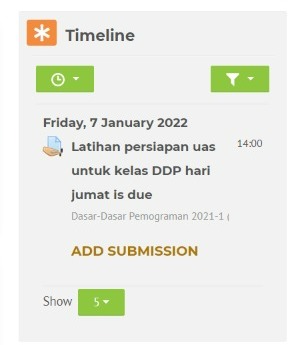 Timeline
Friday, 7 January 2022
Latihan persiapan uas 14:00
untuk kelas DDP hari
jumat is due
Dasar-Dasar Pemograman 2021-1 (
ADD SUBMISSION
Show 5